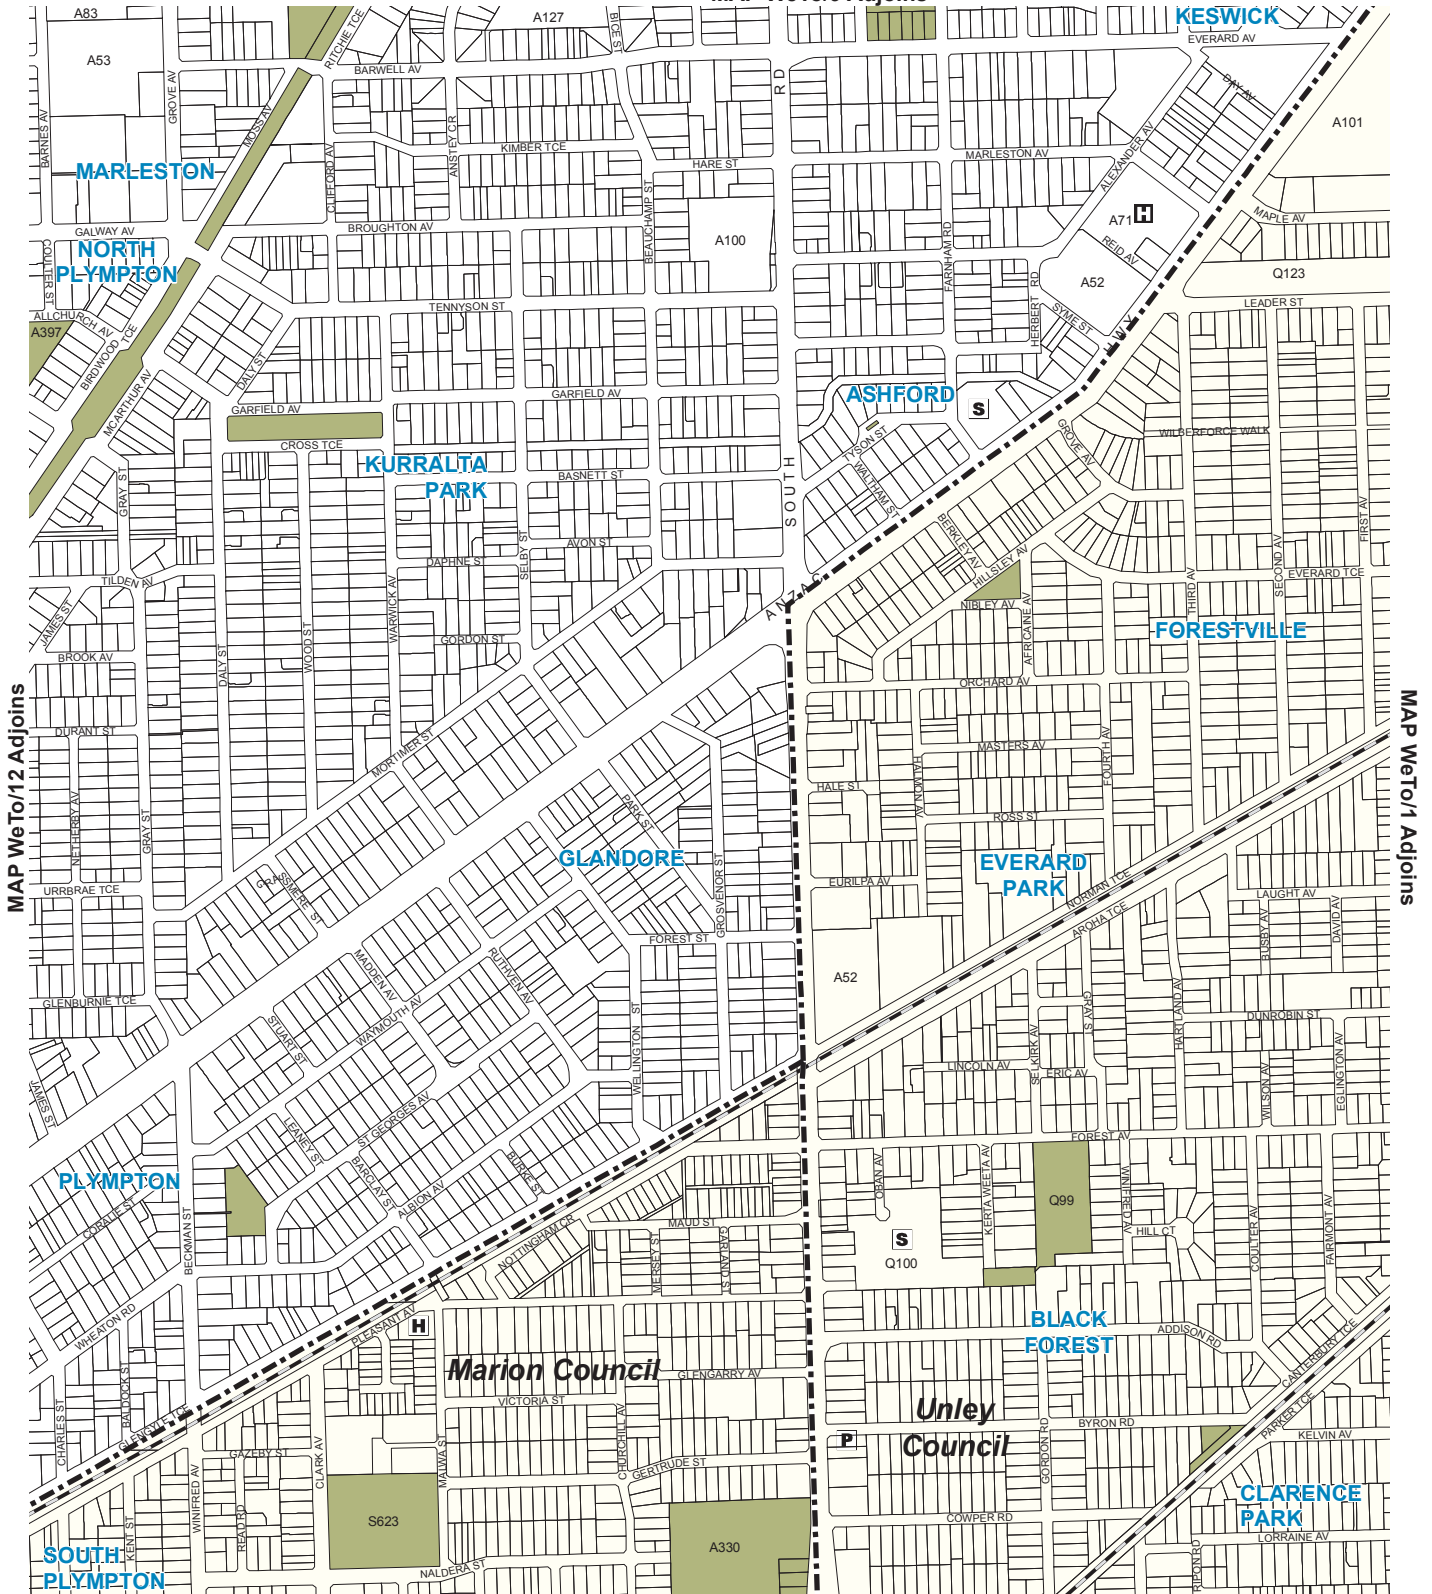 KESWICK
A83
A127
BICE ST
RITCHIE TCE
EVERARD AV
A53
BARWELL AV
RD
DAY AV
GROVE AV
MOSS AV
A101
BARNES AV
ANSTEY CR
KIMBER TCE
CLIFFORD AV
HARE ST
MARLESTON AV
ALEXANDER AV
MARLESTON
BEAUCHAMP ST
A71
H
MAPLE AV
GALWAY AV
BROUGHTON AV
A100
FARNHAM RD
REID AV
NORTH
PLYMPTON
COULTER ST
Q123
A52
HERBERT RD
TENNYSON ST
LEADER ST
SYME ST
HWY
ALLCHURCH AV
A397
BIRDWOOD TCE
DALY ST
MCARTHUR AV
ASHFORD
GARFIELD AV
GARFIELD AV
S
CROSS TCE
TYSON ST
GROVE AV
WILBERFORCE WALK
KURRALTA
PARK
BASNETT ST
WALTHAM ST
SOUTH
GRAY ST
FIRST AV
BERKLEY AV
AVON ST
SELBY ST
DAPHNE ST
HILLSLEY AV
SECOND AV
EVERARD TCE
TILDEN AV
ANZAC
THIRD AV
NIBLEY AV
AFRICAINE AV
JAMES ST
WARWICK AV
WOOD ST
GORDON ST
FORESTVILLE
DALY ST
BROOK AV
ORCHARD AV
MAP WeTo/12 Adjoins
MAP WeTo/1 Adjoins
DURANT ST
MORTIMER ST
MASTERS AV
FOURTH AV
HALE ST
HALMON AV
NETHERBY AV
GRAY ST
PARK ST
ROSS ST
GLANDORE
EVERARD
PARK
GRASSMERE ST
GROSVENOR ST
EURILPA AV
NORMAN TCE
URRBRAE TCE
LAUGHT AV
AROHA TCE
BUSBY AV
DAVID AV
FOREST ST
MADDEN AV
RUTHVEN AV
A52
GLENBURNIE TCE
WAYMOUTH AV
STUART ST
WELLINGTON ST
GRAY S
HARTLAND AV
DUNROBIN ST
SELKIRK AV
LINCOLN AV
ERIC AV
WILSON AV
EGLINGTON AV
JAMES ST
LEANEY ST
ST GEORGES AV
FOREST AV
BARCLAY ST
BURKE ST
PLYMPTON
OBAN AV
KERTA WEETA AV
WINIFRED AV
Q99
ALBION AV
CORALIE ST
BECKMAN ST
NOTTINGHAM CR
MAUD ST
MERSEY ST
GARLAND ST
HILL CT
S
Q100
COULTER AV
FAIRMONT AV
WHEATON RD
PLEASANT AV
H
BLACK
FOREST
ADDISON RD
CANTERBURY TCE
Marion Council
GLENGARRY AV
BALDOCK ST
VICTORIA ST
Unley
Council
GLENGYLE TCE
CHARLES ST
CHURCHILL AV
BYRON RD
PARKER TCE
KELVIN AV
P
GAZEBY ST
CLARK AV
MALWA ST
GERTRUDE ST
GORDON RD
WINIFRED AV
CLARENCE
PARK
READ RD
S623
COWPER RD
KENT ST
A330
LORRAINE AV
SOUTH
PLYMPTON
NALDERA ST
RIPON RD